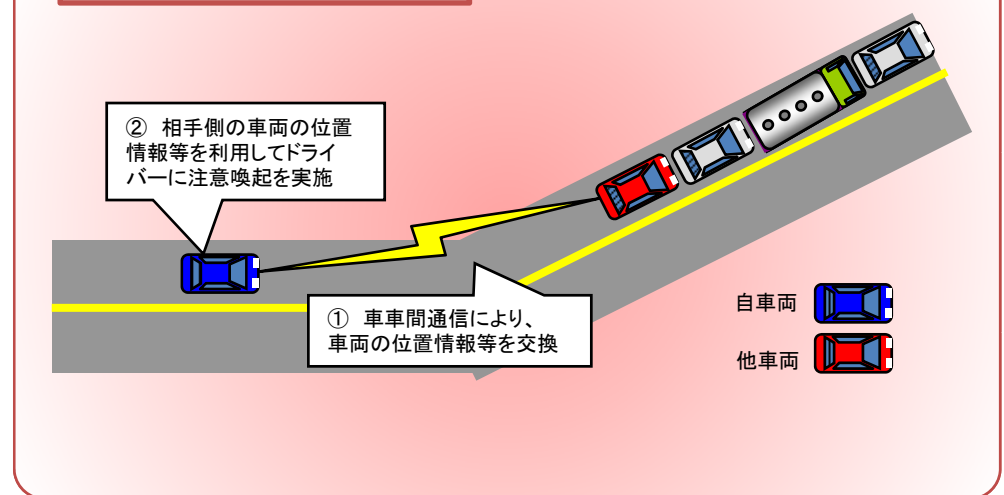 ② 相手側の車両の位置
情報等を利用してドライ
バーに注意喚起を実施
① 車車間通信により、
車両の位置情報等を交換
自車両
他車両